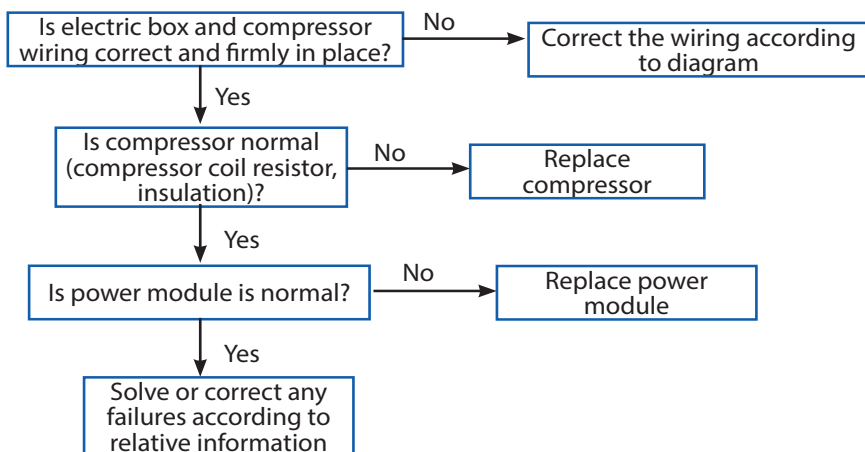 Is electric box and compressor
wiring correct and firmly in place?
No
Correct the wiring according
to diagram
Yes
Is compressor normal
(compressor coil resistor,
insulation)?
No
Replace
compressor
Yes
Is power module is normal?
No
Replace power
module
Yes
Solve or correct any
failures according to
relative information